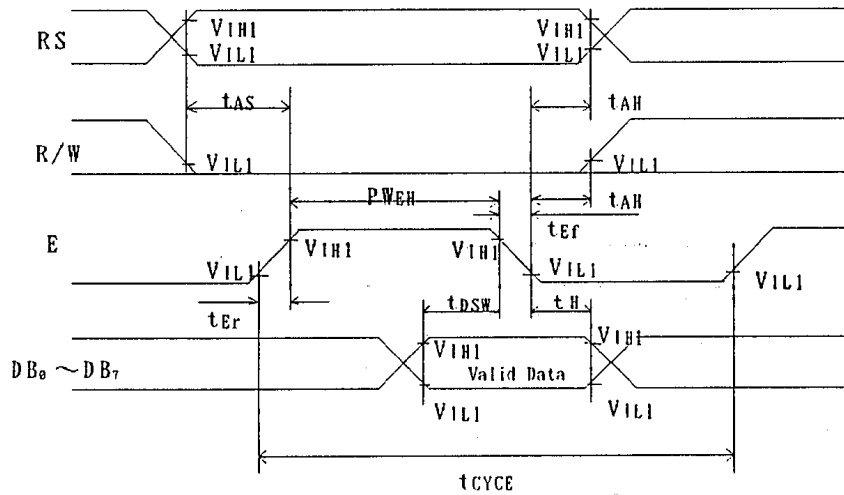 RS
VIH1
VIL1
VIH1
VIL1
tAS
tAH
R/W
VIL1
VIL1
PWEH
tAH
tEf
E
VIH1
VIH1
VIL1
VIL1
VIL1
tEr
tDSW
tH
DB₀ ～DB₇
VIH1
VIH1
Valid Data
VIL1
VIL1
tCYCE